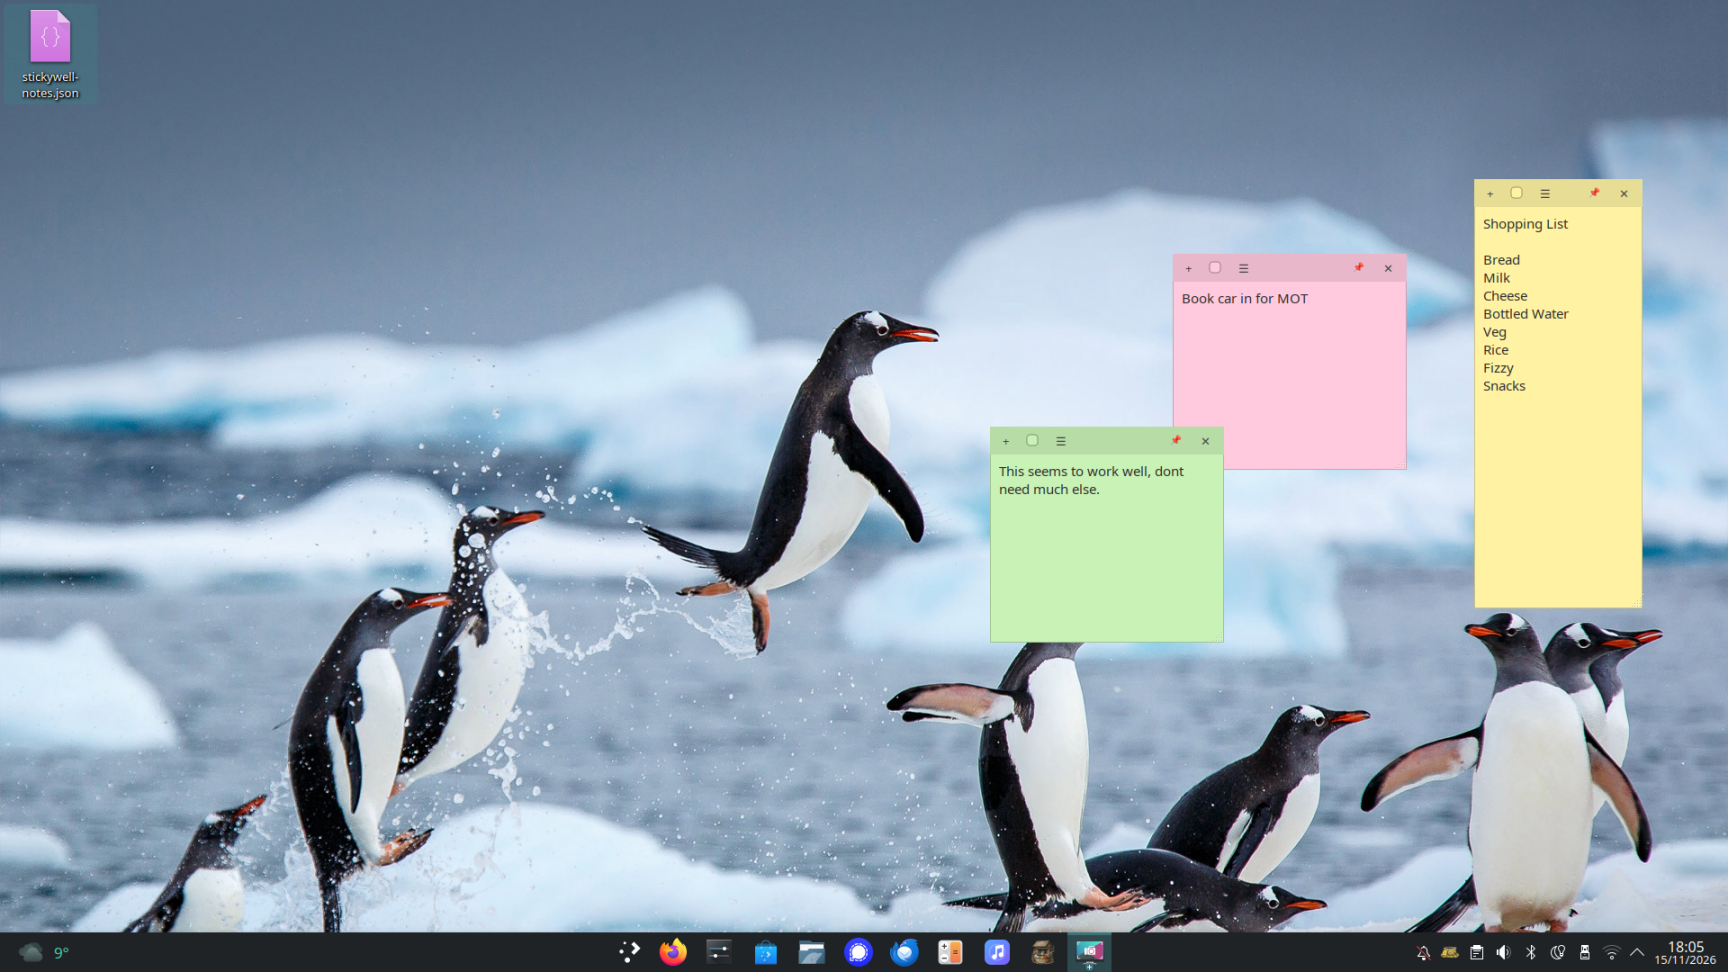 stickywell-
notes.json
Shopping List
Bread
Milk
Cheese
Bottled Water
Veg
Rice
Fizzy
Snacks
Book car in for MOT
This seems to work well, dont
need much else.
9°
18:05
15/11/2026